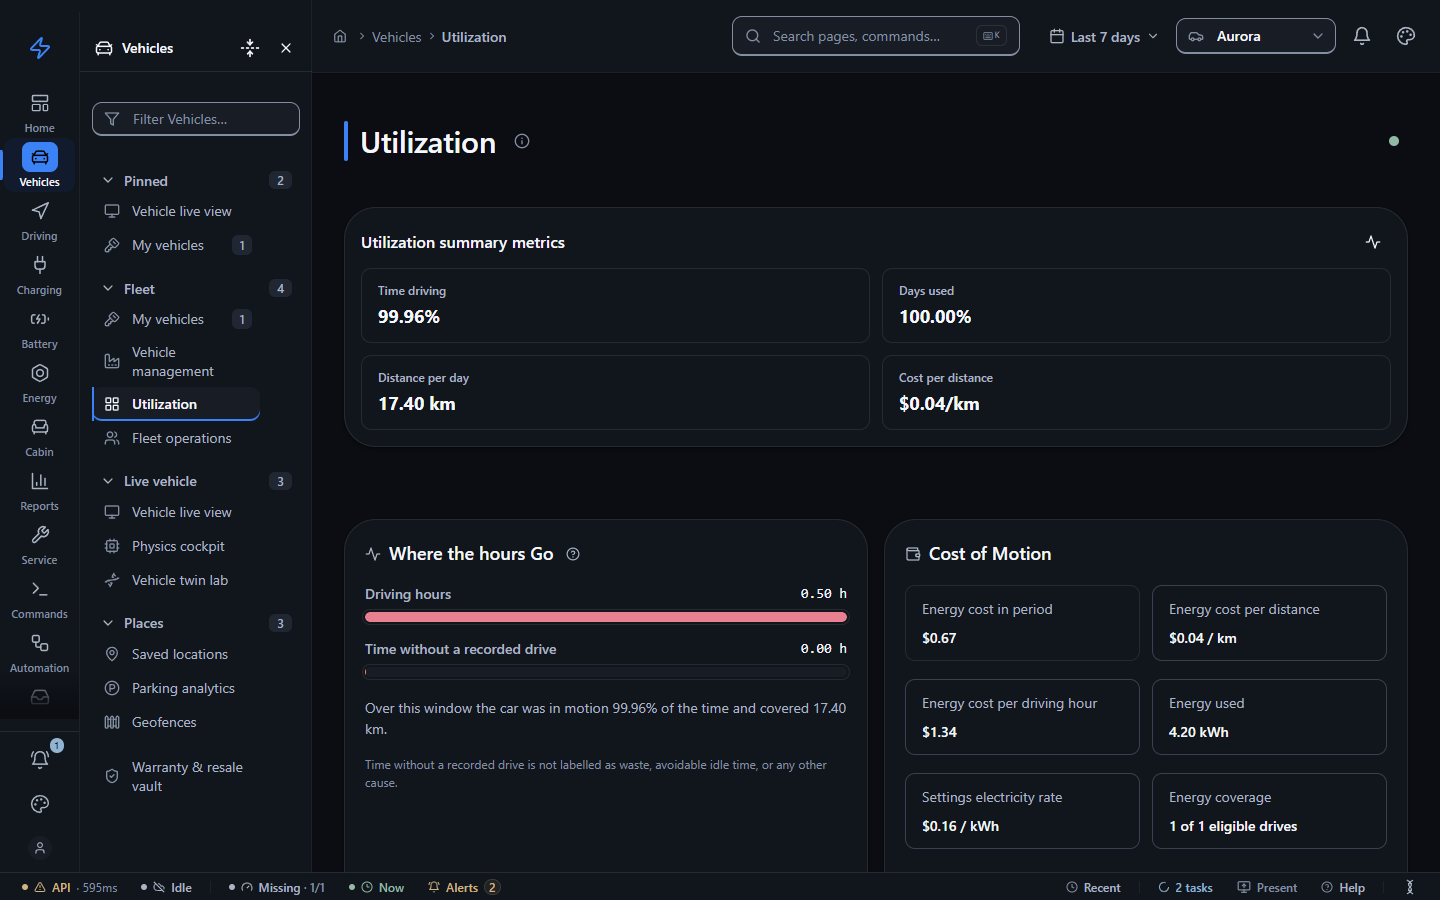 Home
Vehicles
Driving
Charging
Battery
Energy
Cabin
Reports
Service
Commands
Automation
1
Vehicles
Filter Vehicles...
Pinned 2
Vehicle live view
My vehicles 1
Fleet 4
My vehicles 1
Vehicle
management
Utilization
Fleet operations
Live vehicle 3
Vehicle live view
Physics cockpit
Vehicle twin lab
Places 3
Saved locations
Parking analytics
Geofences
Warranty & resale
vault
Vehicles > Utilization
Search pages, commands... K
Last 7 days
Aurora
Utilization
Utilization summary metrics
Time driving
99.96%
Days used
100.00%
Distance per day
17.40 km
Cost per distance
$0.04/km
Where the hours Go
Driving hours 0.50 h
Time without a recorded drive 0.00 h
Over this window the car was in motion 99.96% of the time and covered 17.40
km.
Time without a recorded drive is not labelled as waste, avoidable idle time, or any other
cause.
Cost of Motion
Energy cost in period
$0.67
Energy cost per distance
$0.04 / km
Energy cost per driving hour
$1.34
Energy used
4.20 kWh
Settings electricity rate
$0.16 / kWh
Energy coverage
1 of 1 eligible drives
API · 595ms Idle Missing · 1/1 Now Alerts 2 Recent 2 tasks Present Help